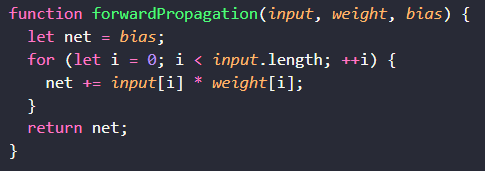 function forwardPropagation(input, weight, bias) {
  let net = bias;
  for (let i = 0; i < input.length; ++i) {
    net += input[i] * weight[i];
  }
  return net;
}